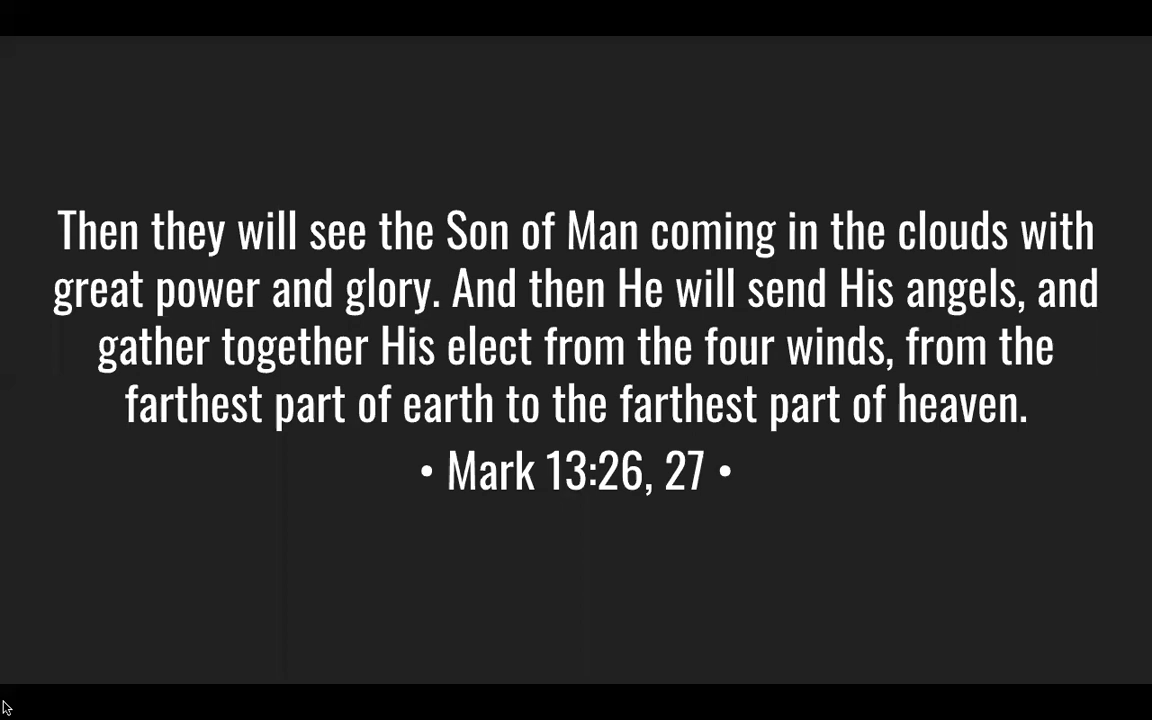 Then they will see the Son of Man coming in the clouds with
great power and glory. And then He will send His angels, and
gather together His elect from the four winds, from the
farthest part of earth to the farthest part of heaven.
• Mark 13:26, 27 •